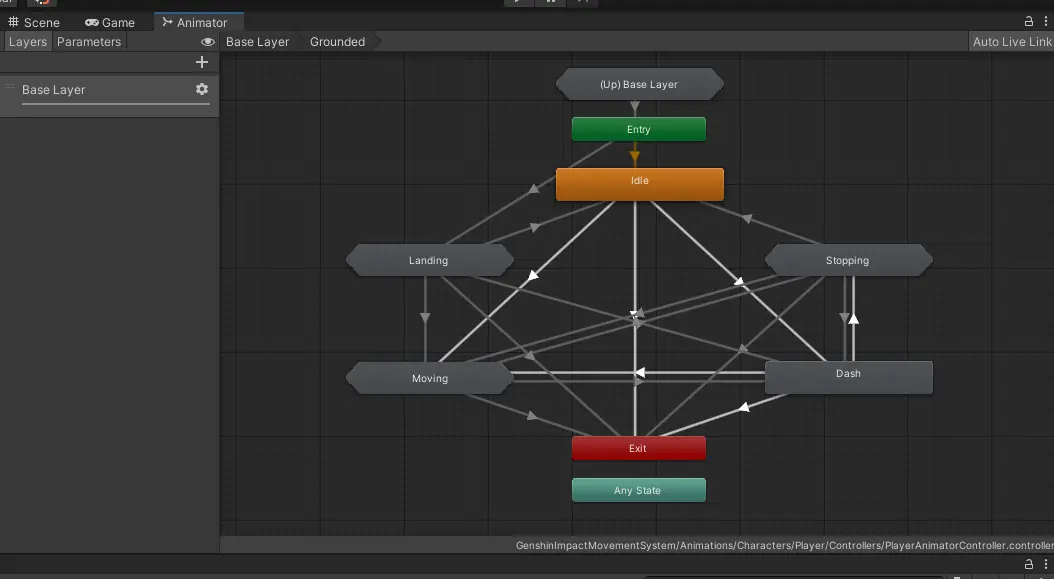 Scene Game Animator
Layers Parameters Base Layer Grounded Auto Live Link
Base Layer
(Up) Base Layer
Entry
Idle
Landing Stopping
Moving Dash
Exit
Any State
GenshinImpactMovementSystem/Animations/Characters/Player/Controllers/PlayerAnimatorController.controller